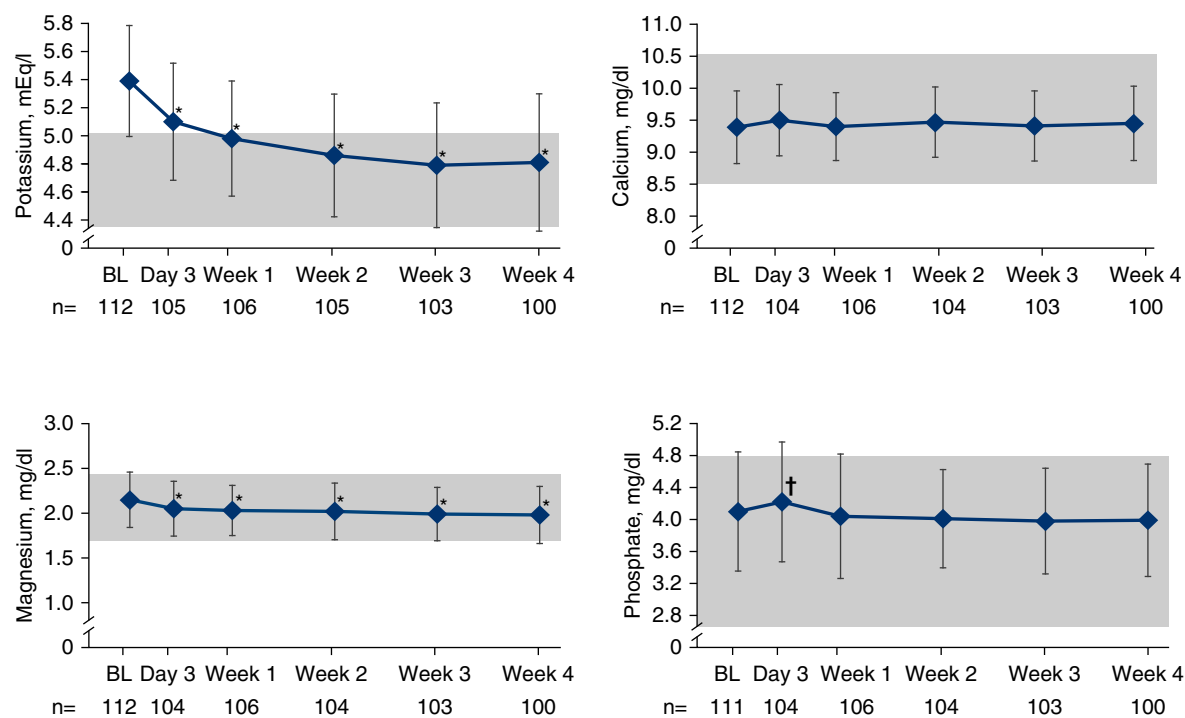 Potassium, mEq/l
5.8
5.6
5.4
5.2
5.0
4.8
4.6
4.4
0
* * * * *
BL Day 3 Week 1 Week 2 Week 3 Week 4
n= 112 105 106 105 103 100
Calcium, mg/dl
11.0
10.5
10.0
9.5
9.0
8.5
8.0
0
BL Day 3 Week 1 Week 2 Week 3 Week 4
n= 112 104 106 104 103 100
Magnesium, mg/dl
3.0
2.5
2.0
1.5
1.0
0
* * * * *
BL Day 3 Week 1 Week 2 Week 3 Week 4
n= 112 104 106 104 103 100
Phosphate, mg/dl
5.2
4.8
4.4
4.0
3.6
3.2
2.8
0
†
BL Day 3 Week 1 Week 2 Week 3 Week 4
n= 111 104 106 104 103 100